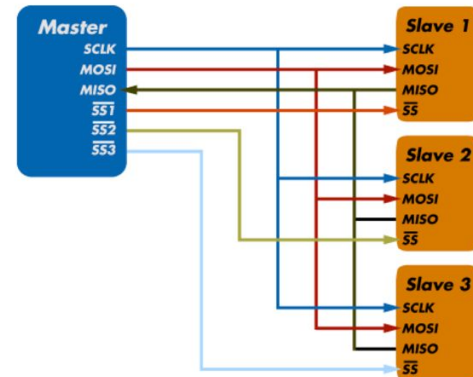 Master
SCLK
MOSI
MISO
SS1
SS2
SS3
Slave 1
SCLK
MOSI
MISO
SS
Slave 2
SCLK
MOSI
MISO
SS
Slave 3
SCLK
MOSI
MISO
SS